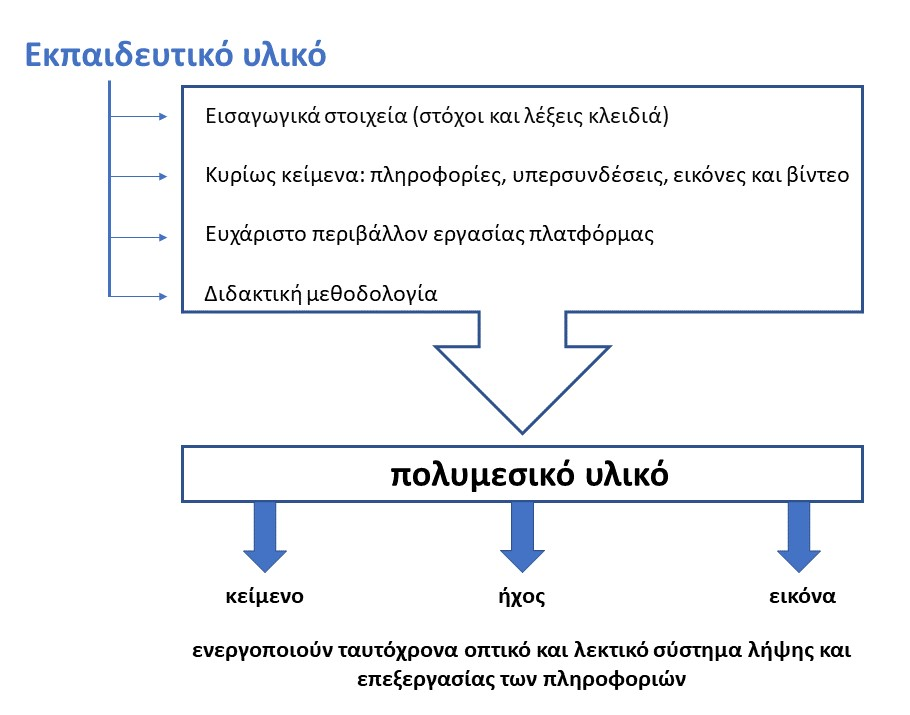 Εκπαιδευτικό υλικό
Εισαγωγικά στοιχεία (στόχοι και λέξεις κλειδιά)
Κυρίως κείμενα: πληροφορίες, υπερσυνδέσεις, εικόνες και βίντεο
Ευχάριστο περιβάλλον εργασίας πλατφόρμας
Διδακτική μεθοδολογία
πολυμεσικό υλικό
κείμενο ήχος εικόνα
ενεργοποιούν ταυτόχρονα οπτικό και λεκτικό σύστημα λήψης και
επεξεργασίας των πληροφοριών